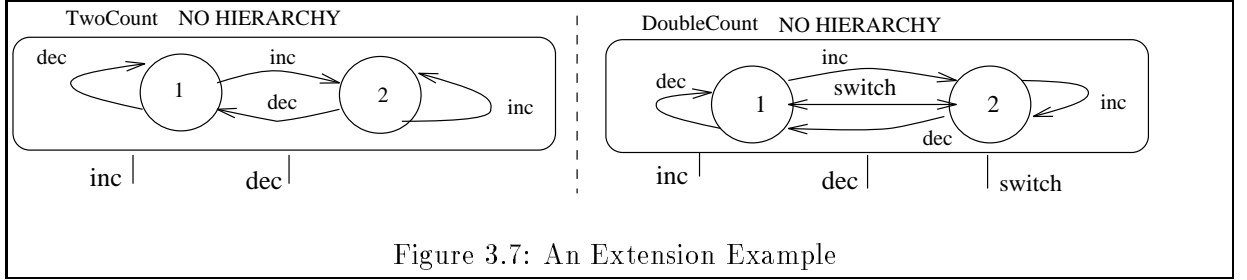 TwoCount NO HIERARCHY
dec
inc
1
dec
2
inc
inc
dec
DoubleCount NO HIERARCHY
inc
dec
switch
1
2
inc
dec
inc
dec
switch
Figure 3.7: An Extension Example